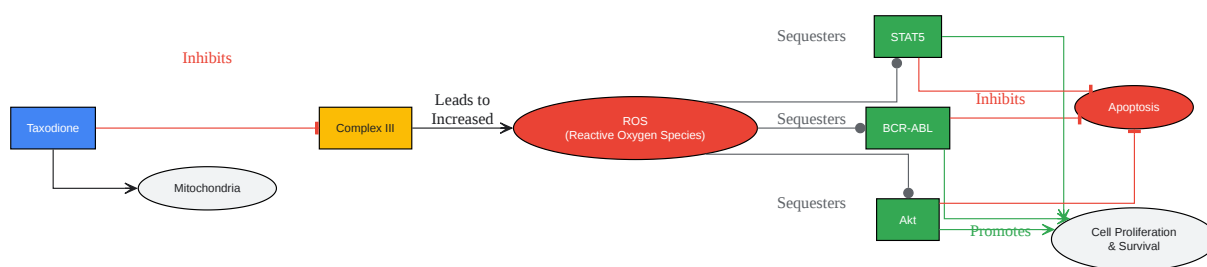 Sequesters
STAT5
Inhibits
Leads to
Increased
Inhibits
Apoptosis
Taxodione
Complex III
ROS
(Reactive Oxygen Species)
Sequesters
BCR-ABL
Mitochondria
Sequesters
Akt
Promotes
Cell Proliferation
& Survival